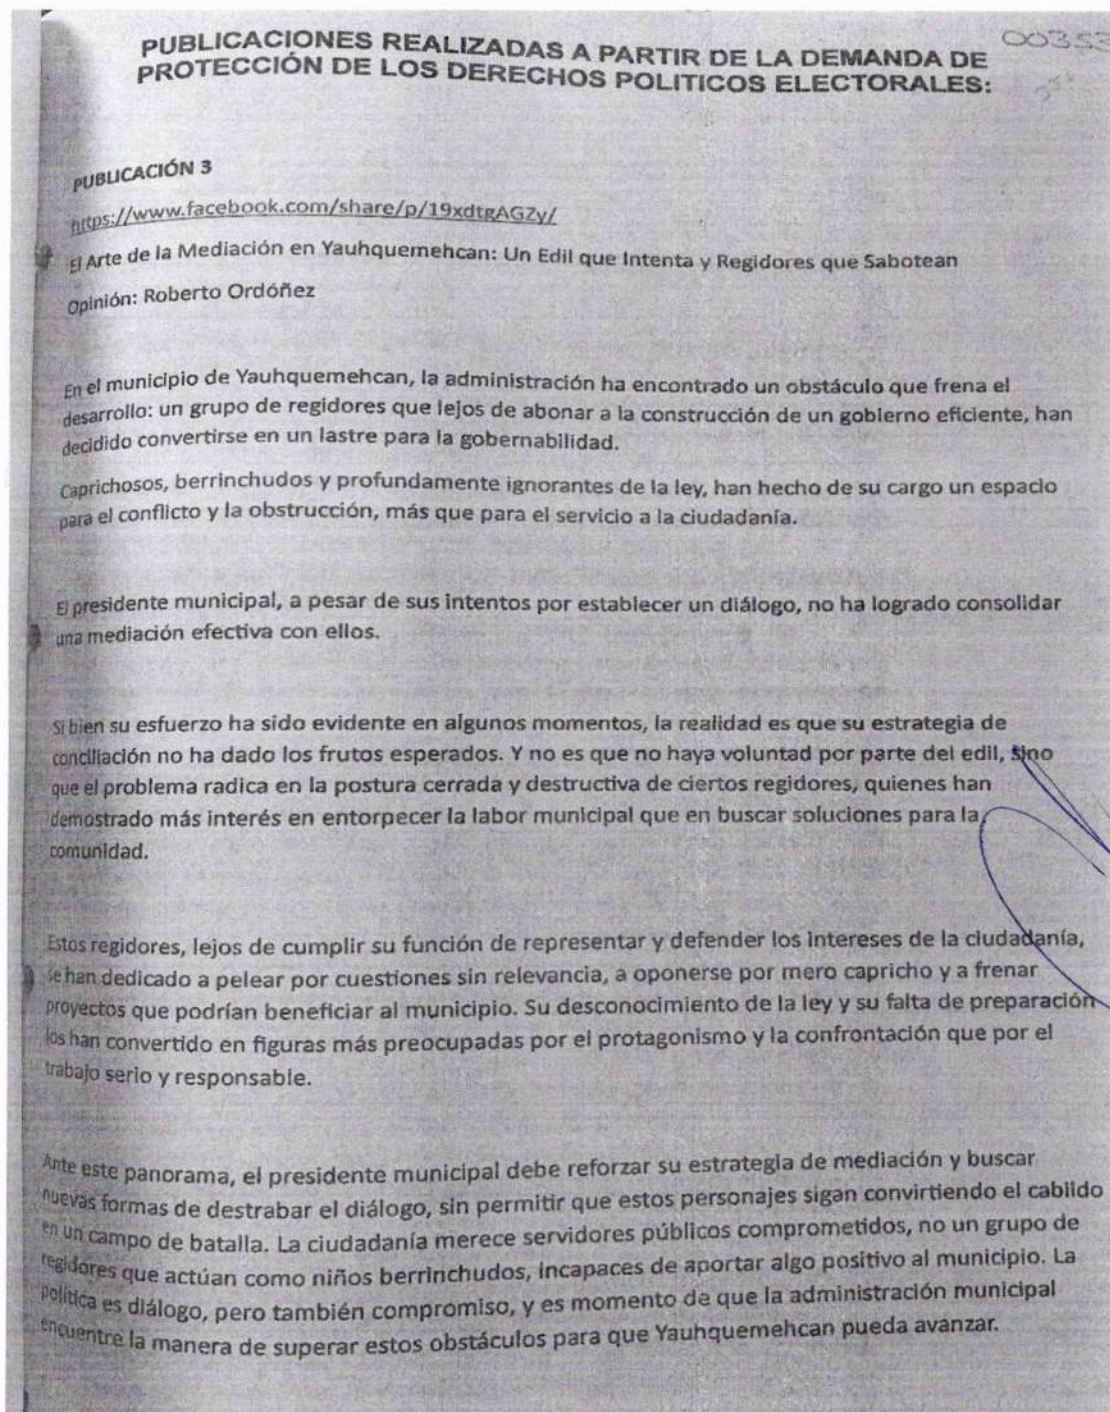 PUBLICACIONES REALIZADAS A PARTIR DE LA DEMANDA DE
PROTECCIÓN DE LOS DERECHOS POLITICOS ELECTORALES:
00353
PUBLICACIÓN 3
https://www.facebook.com/share/p/19xdtgAGZy/
El Arte de la Mediación en Yauhquemehcan: Un Edil que Intenta y Regidores que Sabotean
Opinión: Roberto Ordóñez
En el municipio de Yauhquemehcan, la administración ha encontrado un obstáculo que frena el
desarrollo: un grupo de regidores que lejos de abonar a la construcción de un gobierno eficiente, han
decidido convertirse en un lastre para la gobernabilidad.
Caprichosos, berrinchudos y profundamente ignorantes de la ley, han hecho de su cargo un espacio
para el conflicto y la obstrucción, más que para el servicio a la ciudadanía.
El presidente municipal, a pesar de sus intentos por establecer un diálogo, no ha logrado consolidar
una mediación efectiva con ellos.
Si bien su esfuerzo ha sido evidente en algunos momentos, la realidad es que su estrategia de
conciliación no ha dado los frutos esperados. Y no es que no haya voluntad por parte del edil, sino
que el problema radica en la postura cerrada y destructiva de ciertos regidores, quienes han
demostrado más interés en entorpecer la labor municipal que en buscar soluciones para la
comunidad.
Estos regidores, lejos de cumplir su función de representar y defender los intereses de la ciudadanía,
se han dedicado a pelear por cuestiones sin relevancia, a oponerse por mero capricho y a frenar
proyectos que podrían beneficiar al municipio. Su desconocimiento de la ley y su falta de preparación
los han convertido en figuras más preocupadas por el protagonismo y la confrontación que por el
trabajo serio y responsable.
Ante este panorama, el presidente municipal debe reforzar su estrategia de mediación y buscar
nuevas formas de destrabar el diálogo, sin permitir que estos personajes sigan convirtiendo el cabildo
en un campo de batalla. La ciudadanía merece servidores públicos comprometidos, no un grupo de
regidores que actúan como niños berrinchudos, incapaces de aportar algo positivo al municipio. La
política es diálogo, pero también compromiso, y es momento de que la administración municipal
encuentre la manera de superar estos obstáculos para que Yauhquemehcan pueda avanzar.